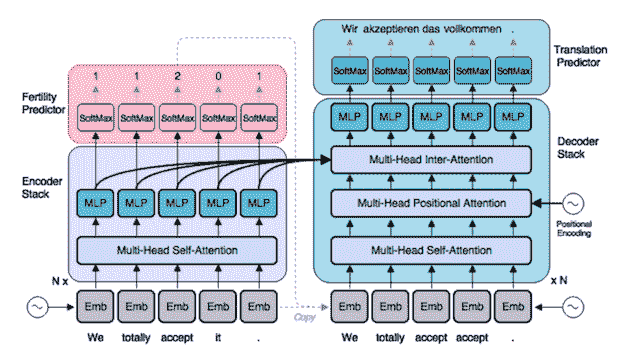 Wir akzeptieren das vollkommen .
Translation
Predictor
SoftMax SoftMax SoftMax SoftMax SoftMax
1 1 2 0 1
Fertility
Predictor
SoftMax SoftMax SoftMax SoftMax SoftMax
MLP MLP MLP MLP MLP
Decoder
Stack
Multi-Head Inter-Attention
Encoder
Stack
MLP MLP MLP MLP MLP
Multi-Head Positional Attention
Positional
Encoding
Multi-Head Self-Attention
Multi-Head Self-Attention
N x
x N
Emb Emb Emb Emb Emb
Copy
Emb Emb Emb Emb Emb
We totally accept it .
We totally accept accept .